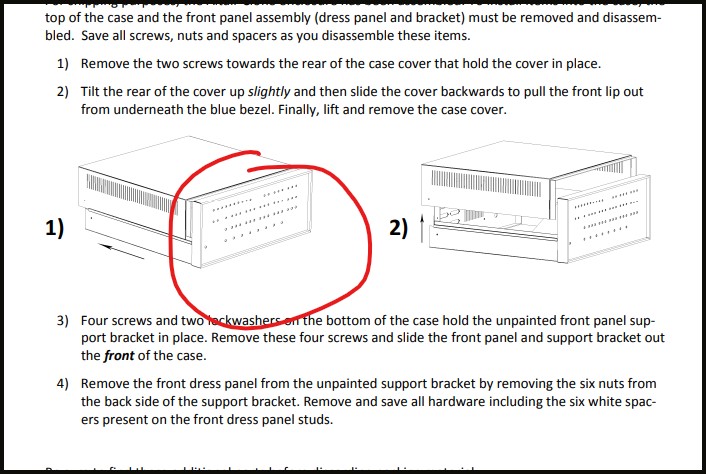 top of the case and the front panel assembly (dress panel and bracket) must be removed and disassem-
bled. Save all screws, nuts and spacers as you disassemble these items.
1) Remove the two screws towards the rear of the case cover that hold the cover in place.
2) Tilt the rear of the cover up slightly and then slide the cover backwards to pull the front lip out
from underneath the blue bezel. Finally, lift and remove the case cover.
1)
2)
3) Four screws and two lockwashers on the bottom of the case hold the unpainted front panel sup-
port bracket in place. Remove these four screws and slide the front panel and support bracket out
the front of the case.
4) Remove the front dress panel from the unpainted support bracket by removing the six nuts from
the back side of the support bracket. Remove and save all hardware including the six white spac-
ers present on the front dress panel studs.